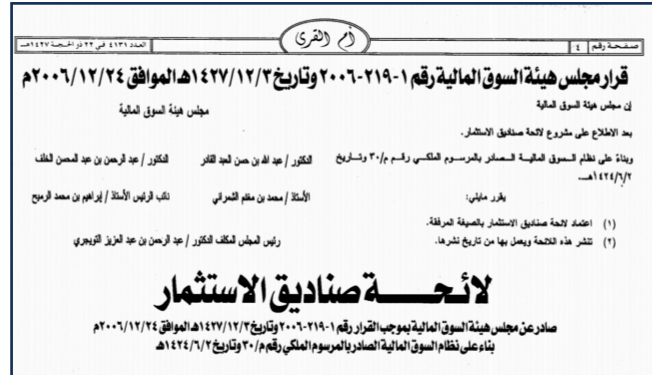 صفحة رقم ٤
أم القرى
العدد ٤١٣١ في ٢٢ ذو الحجة ١٤٢٧هـ
قرار مجلس هيئة السوق المالية رقم ١-٢١٩-٢٠٠٦ وتاريخ ١٤٢٧/١٢/٣هـ الموافق ٢٠٠٦/١٢/٢٤م
إن مجلس هيئة السوق المالية
بعد الاطلاع على مشروع لائحة صناديق الاستثمار.
وبناءً على نظام السوق المالية الصادر بالمرسوم الملكي رقم م/٣٠ وتاريخ
١٤٢٤/٦/٢هـ.
يقرر مايلي:
(١) اعتماد لائحة صناديق الاستثمار بالصيغة المرفقة.
(٢) تنشر هذه اللائحة ويعمل بها من تاريخ نشرها.
مجلس هيئة السوق المالية
الدكتور / عبد الله بن حسن العبد القادر
الدكتور / عبد الرحمن بن عبد المحسن الخلف
الأستاذ / محمد بن مغنم الشمراني
نائب الرئيس الأستاذ / إبراهيم بن محمد الرميح
رئيس المجلس المكلف الدكتور / عبد الرحمن بن عبد العزيز التويجري
لائحة صناديق الاستثمار
صادر عن مجلس هيئة السوق المالية بموجب القرار رقم ١-٢١٩-٢٠٠٦ وتاريخ ١٤٢٧/١٢/٣هـ الموافق ٢٠٠٦/١٢/٢٤م
بناء على نظام السوق المالية الصادر بالمرسوم الملكي رقم م/٣٠ وتاريخ ١٤٢٤/٦/٢هـ